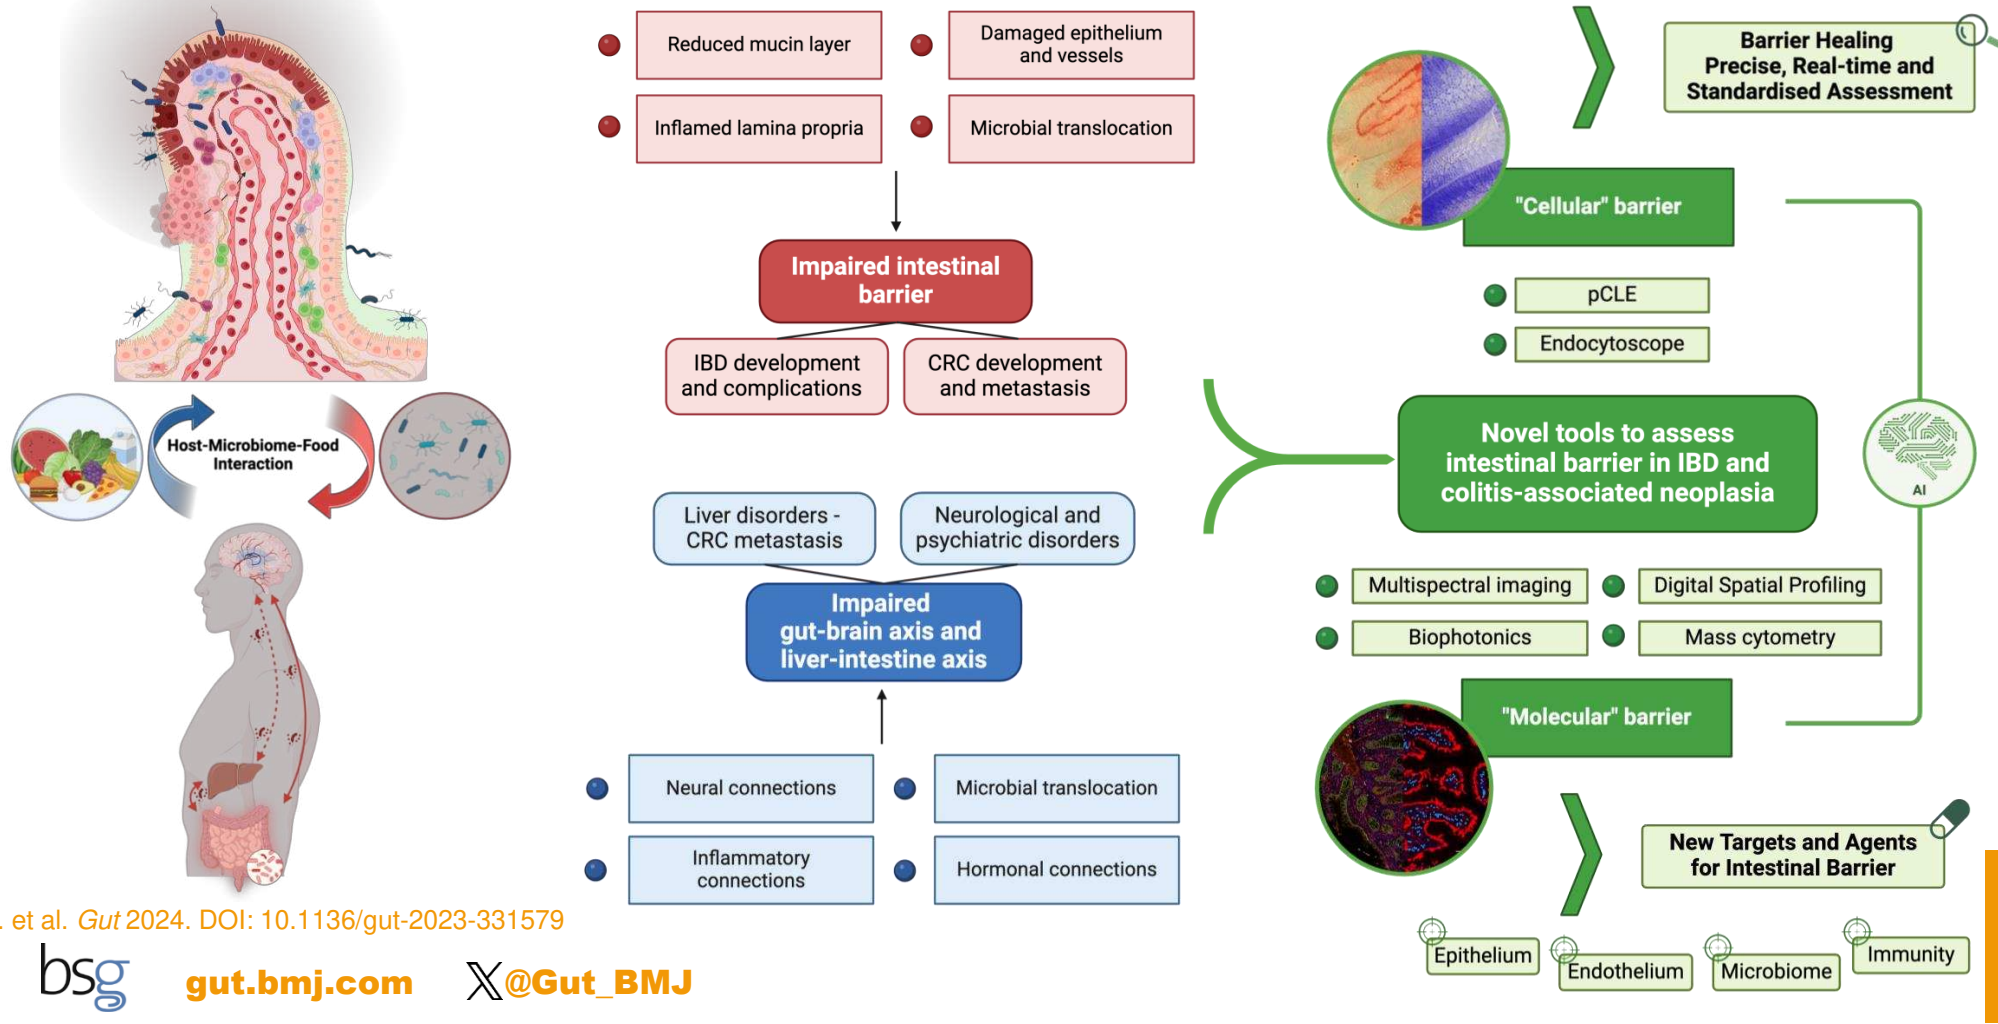 Reduced mucin layer
Damaged epithelium
and vessels
Inflamed lamina propria
Microbial translocation
Impaired intestinal
barrier
IBD development
and complications
CRC development
and metastasis
Host-Microbiome-Food
Interaction
Liver disorders -
CRC metastasis
Neurological and
psychiatric disorders
Impaired
gut-brain axis and
liver-intestine axis
Neural connections
Microbial translocation
Inflammatory
connections
Hormonal connections
Barrier Healing
Precise, Real-time and
Standardised Assessment
"Cellular" barrier
pCLE
Endocytoscope
Novel tools to assess
intestinal barrier in IBD and
colitis-associated neoplasia
AI
Multispectral imaging
Digital Spatial Profiling
Biophotonics
Mass cytometry
"Molecular" barrier
New Targets and Agents
for Intestinal Barrier
Epithelium
Endothelium
Microbiome
Immunity
. et al. Gut 2024. DOI: 10.1136/gut-2023-331579
bsg
gut.bmj.com
X@Gut_BMJ